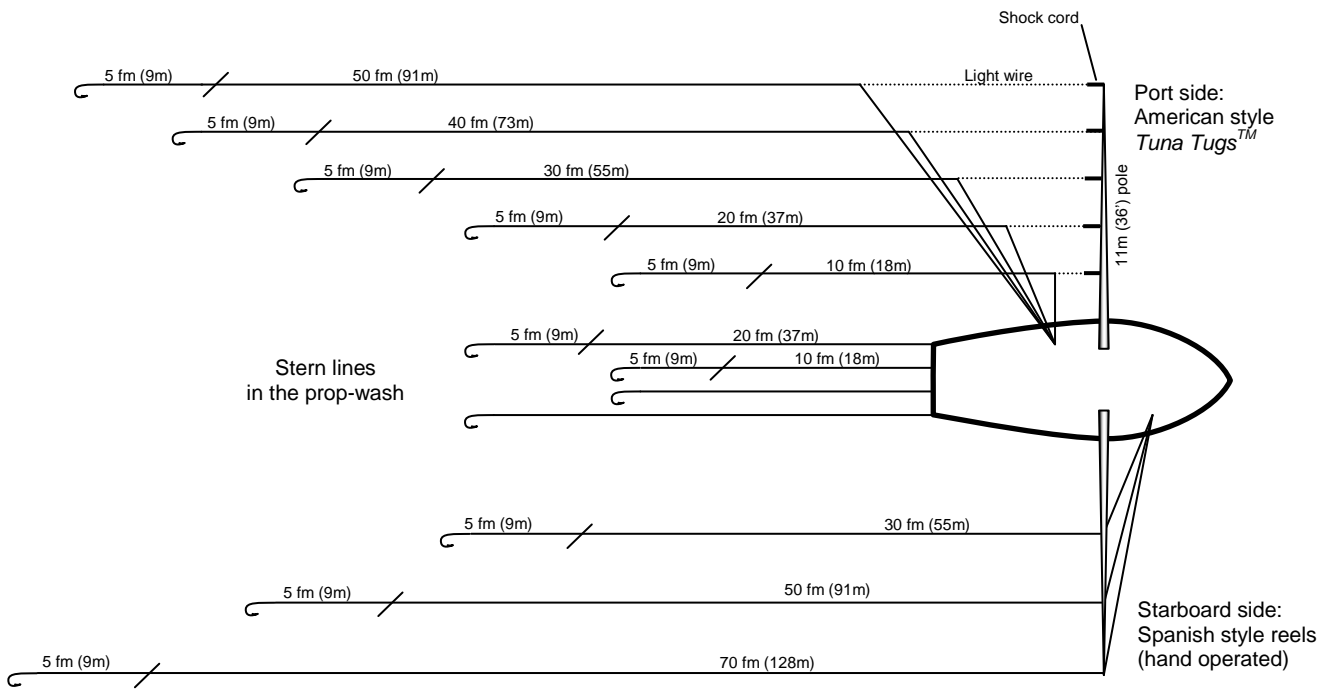 Shock cord
5 fm (9m) 50 fm (91m) Light wire
Port side:
American style
Tuna Tugs™
5 fm (9m) 40 fm (73m)
5 fm (9m) 30 fm (55m)
11m (36') pole
5 fm (9m) 20 fm (37m)
5 fm (9m) 10 fm (18m)
5 fm (9m) 20 fm (37m)
5 fm (9m) 10 fm (18m)
Stern lines
in the prop-wash
5 fm (9m) 30 fm (55m)
5 fm (9m) 50 fm (91m)
Starboard side:
Spanish style reels
(hand operated)
5 fm (9m) 70 fm (128m)